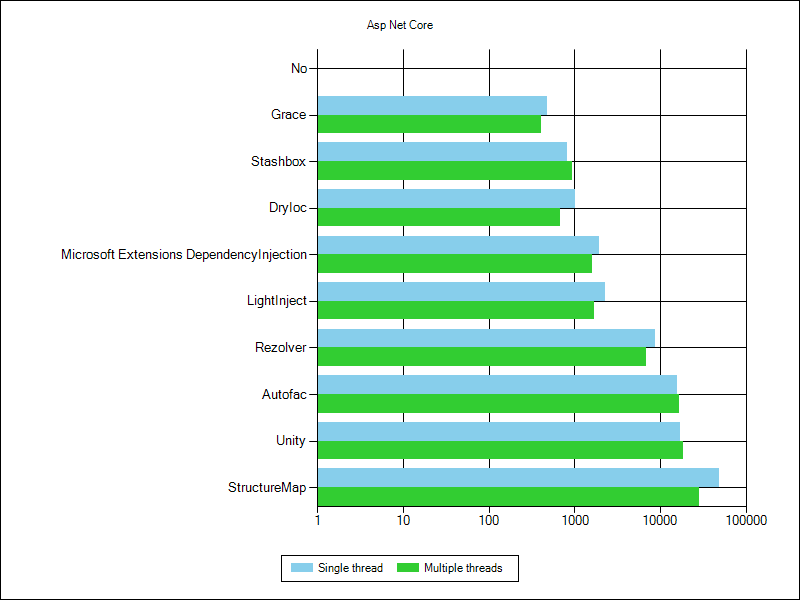 Asp Net Core
No
Grace
Stashbox
DryIoc
Microsoft Extensions DependencyInjection
LightInject
Rezolver
Autofac
Unity
StructureMap
1 10 100 1000 10000 100000
Single thread Multiple threads